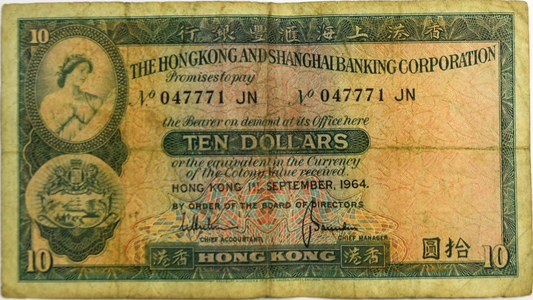 10 行銀豐滙海上港香
THE HONGKONG AND SHANGHAI BANKING CORPORATION
Promises to pay
No 047771 JN No 047771 JN
the Bearer on demand at its Office here
TEN DOLLARS
or the equivalent in the Currency
of the Colony value received.
HONG KONG 1ST SEPTEMBER, 1964.
BY ORDER OF THE BOARD OF DIRECTORS
CHIEF ACCOUNTANT CHIEF MANAGER
圓拾
10 港香 HONG KONG 港香 10